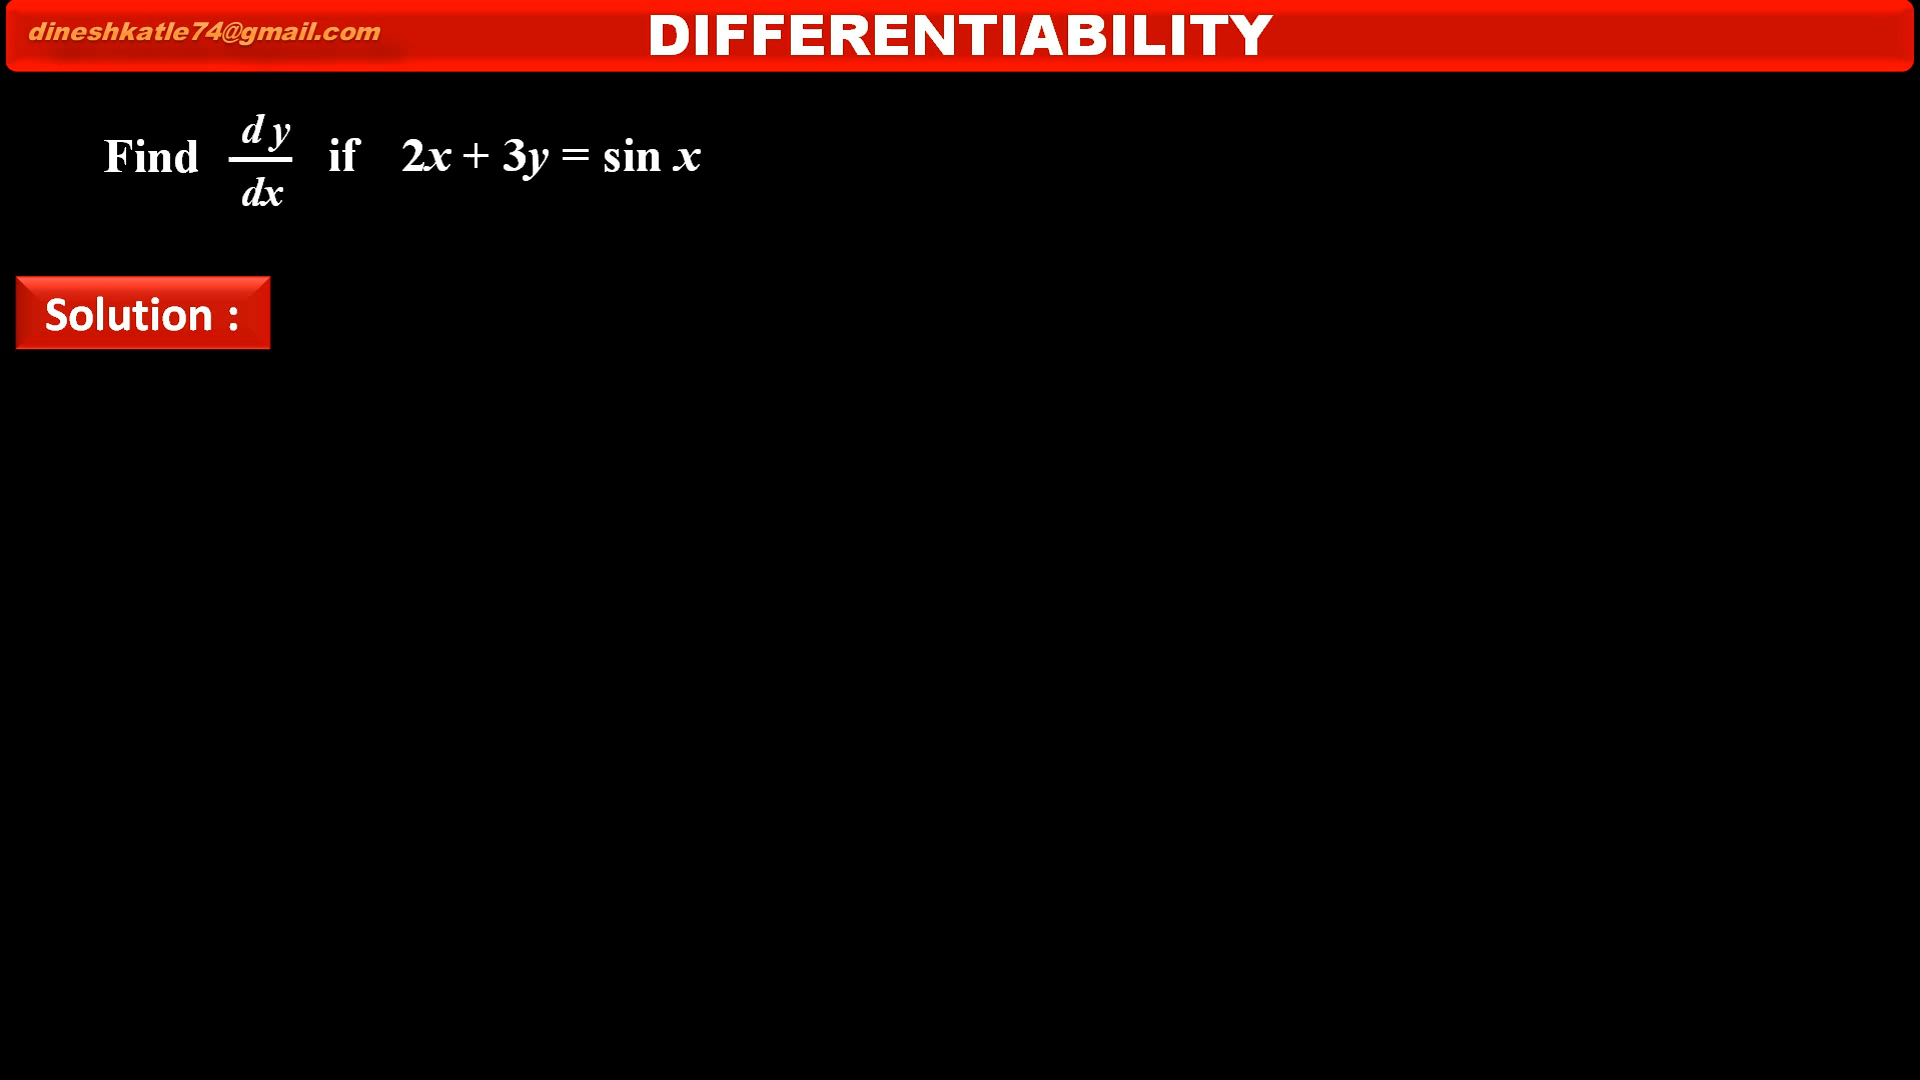 dineshkatle74@gmail.com
DIFFERENTIABILITY
Find dy/dx if 2x + 3y = sin x
Solution :